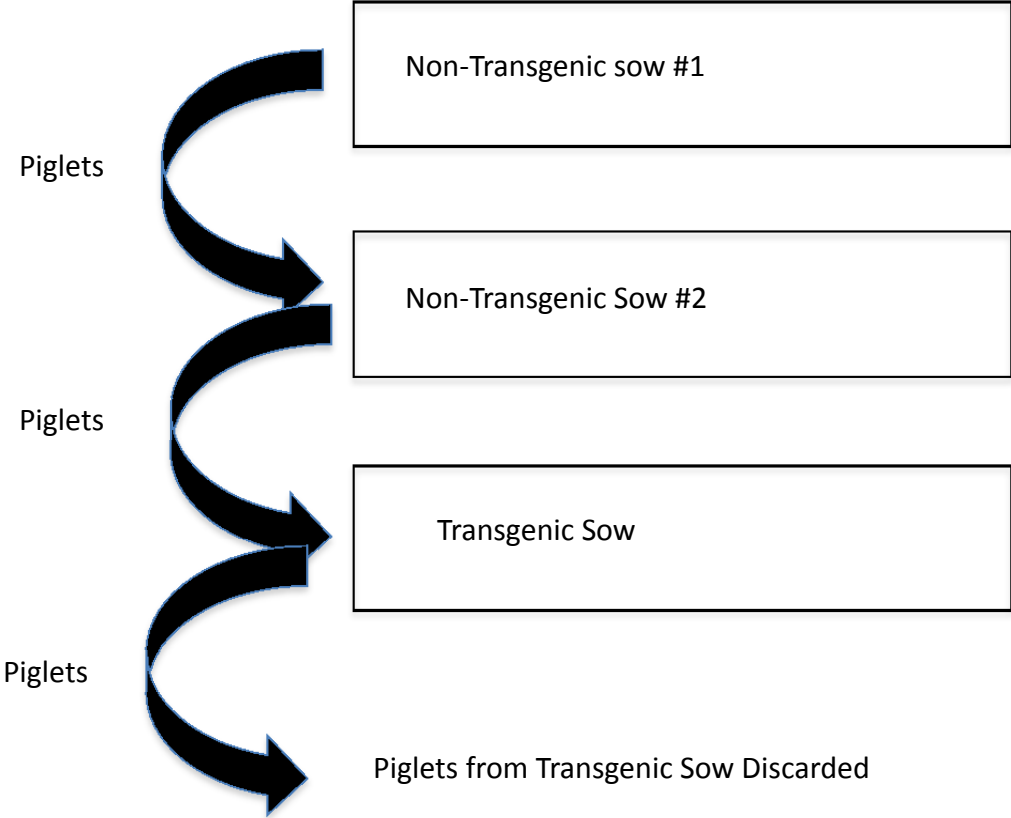 Non-Transgenic sow #1
Piglets
Non-Transgenic Sow #2
Piglets
Transgenic Sow
Piglets
Piglets from Transgenic Sow Discarded